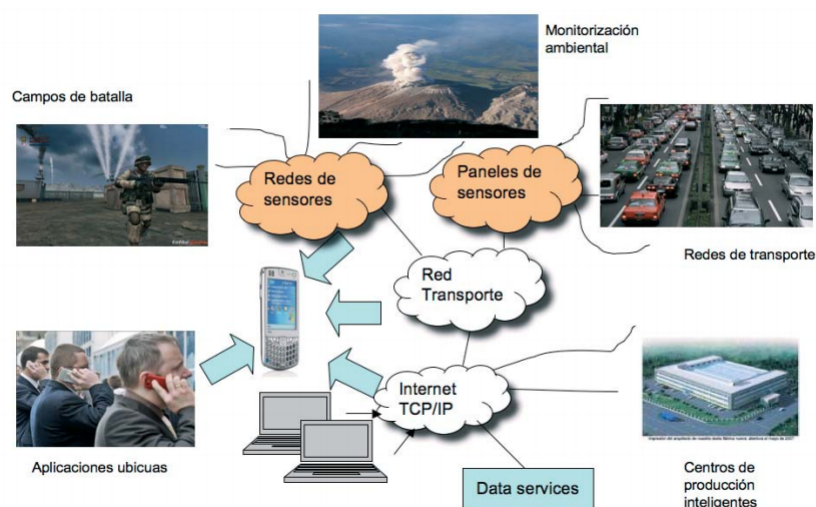 Monitorización
ambiental
Campos de batalla
Redes de
sensores
Paneles de
sensores
Redes de transporte
Red
Transporte
Internet
TCP/IP
Aplicaciones ubicuas
Data services
Centros de
producción
inteligentes